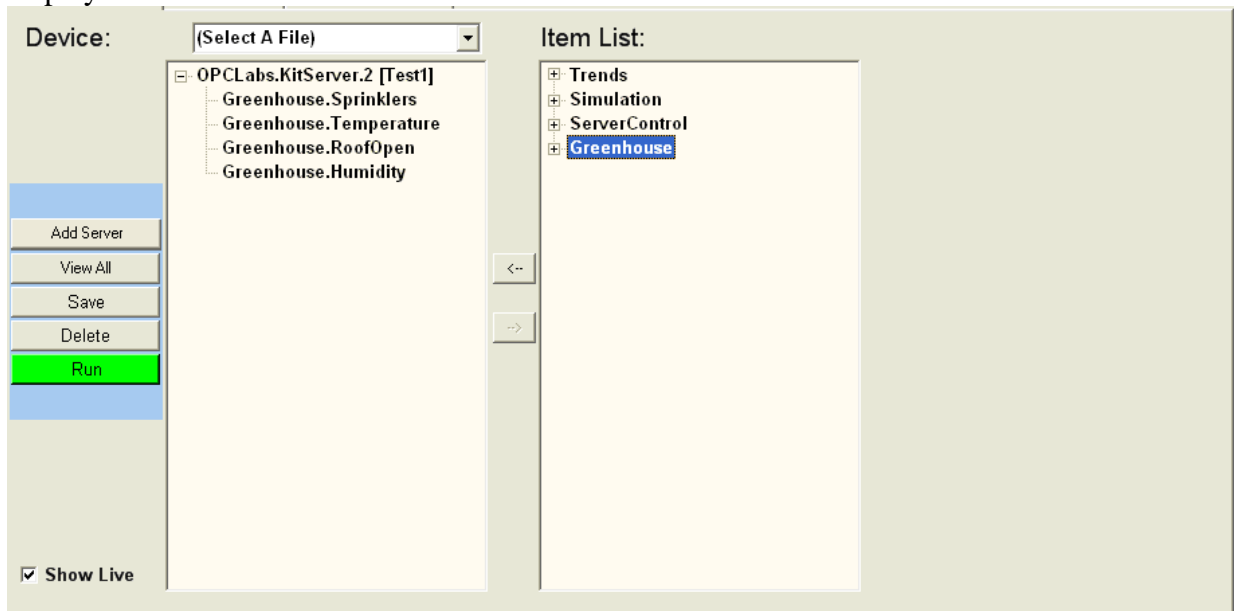 Device:
(Select A File)
Item List:
OPCLabs.KitServer.2 [Test1]
Greenhouse.Sprinklers
Greenhouse.Temperature
Greenhouse.RoofOpen
Greenhouse.Humidity
Trends
Simulation
ServerControl
Greenhouse
Add Server
View All
Save
Delete
Run
<--
-->
Show Live